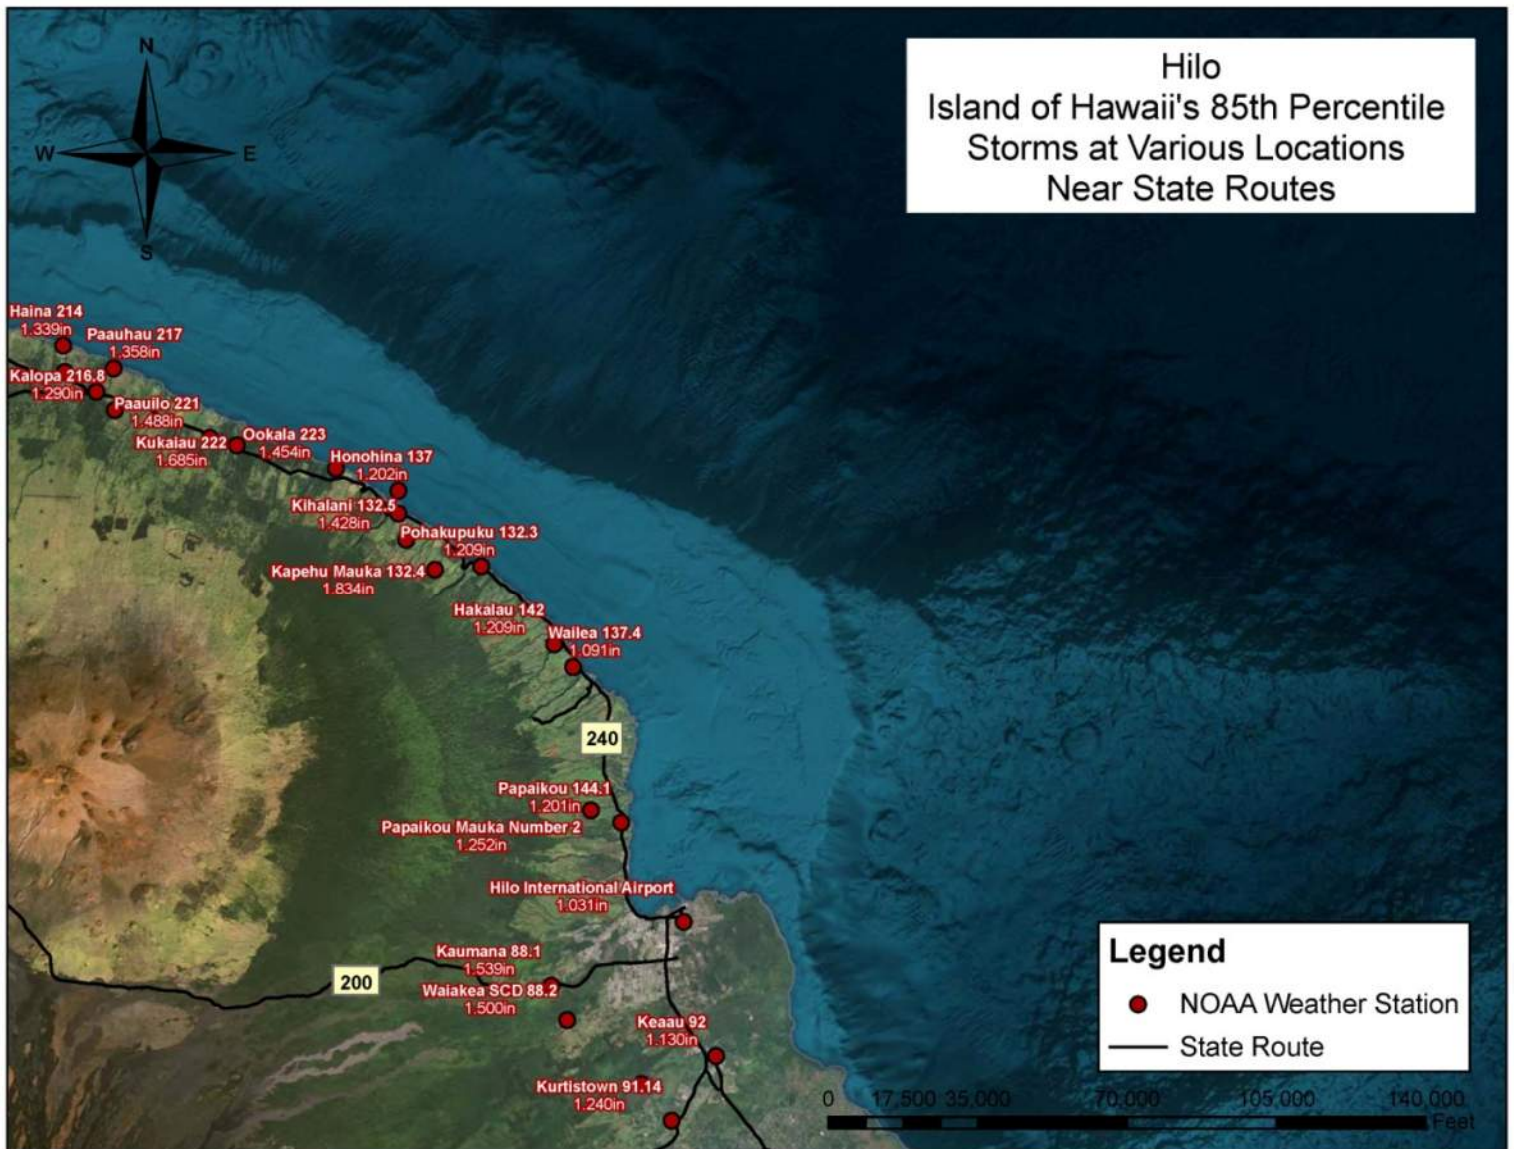 Hilo
Island of Hawaii's 85th Percentile
Storms at Various Locations
Near State Routes
N
W
E
S
Haina 214
1.339in
Paauhau 217
1.358in
Kalopa 216.8
1.290in
Paauilo 221
1.488in
Kukaiau 222
1.685in
Ookala 223
1.454in
Honohina 137
1.202in
Kihalani 132.5
1.428in
Pohakupuku 132.3
1.209in
Kapehu Mauka 132.4
1.834in
Hakalau 142
1.209in
Wailea 137.4
1.091in
240
Papaikou 144.1
1.201in
Papaikou Mauka Number 2
1.252in
Hilo International Airport
1.031in
Kaumana 88.1
1.539in
200
Waiakea SCD 88.2
1.500in
Keaau 92
1.130in
Kurtistown 91.14
1.240in
Legend
NOAA Weather Station
State Route
0 17,500 35,000 70,000 105,000 140,000
Feet